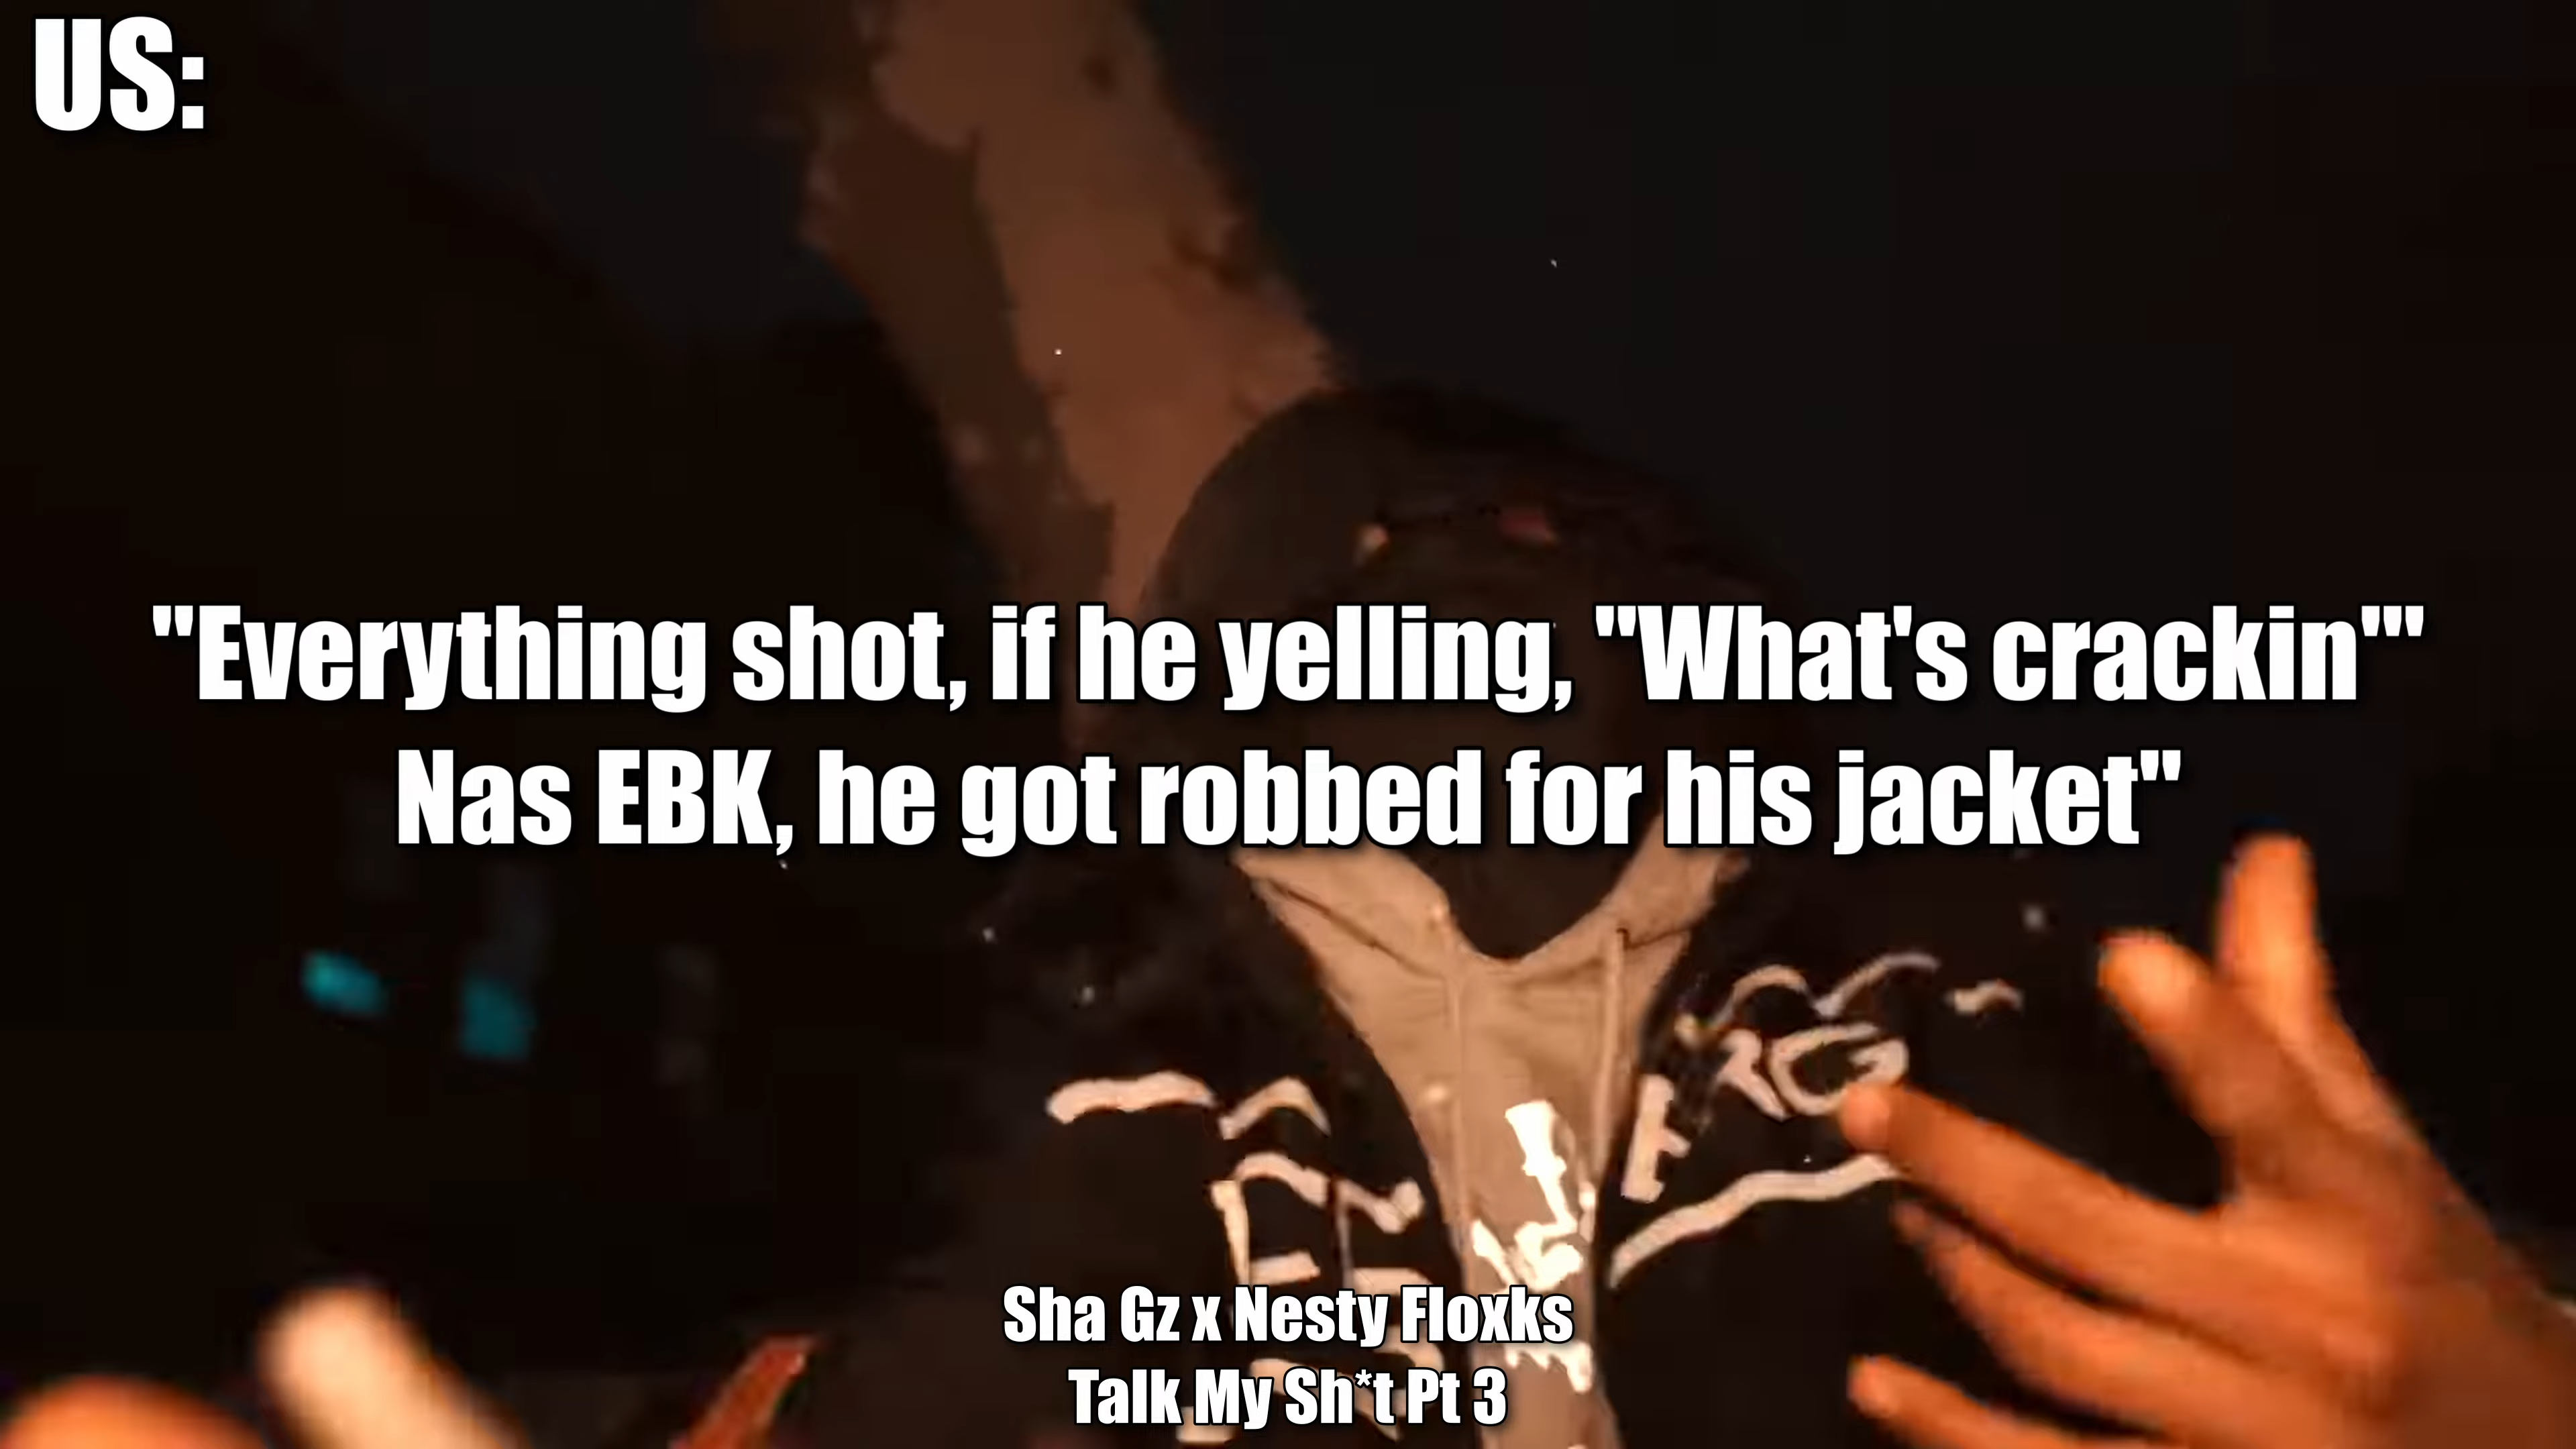 US:
"Everything shot, if he yelling, "What's crackin'"
Nas EBK, he got robbed for his jacket"
Sha Gz x Nesty Floxks
Talk My Sh*t Pt 3